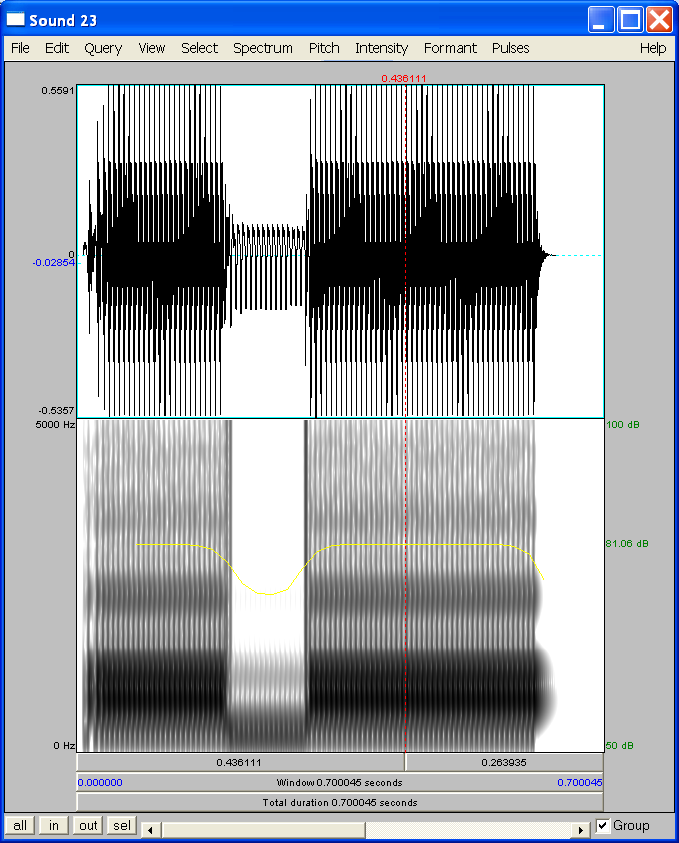 Sound 23
File Edit Query View Select Spectrum Pitch Intensity Formant Pulses Help
0.436111
0.5591
0
-0.02854
-0.5367
5000 Hz 100 dB
81.06 dB
0 Hz 50 dB
0.436111 0.263935
0.000000 Window 0.700045 seconds 0.700045
Total duration 0.700045 seconds
all in out sel Group